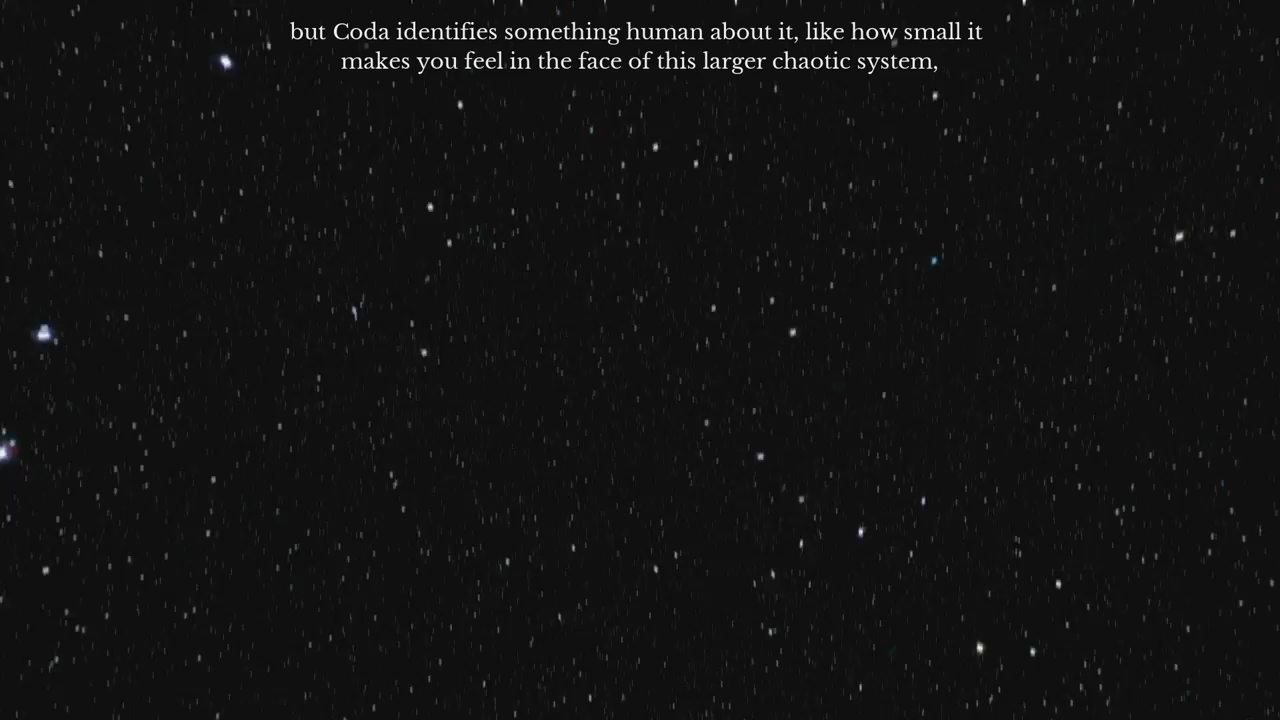 but Coda identifies something human about it, like how small it
makes you feel in the face of this larger chaotic system,